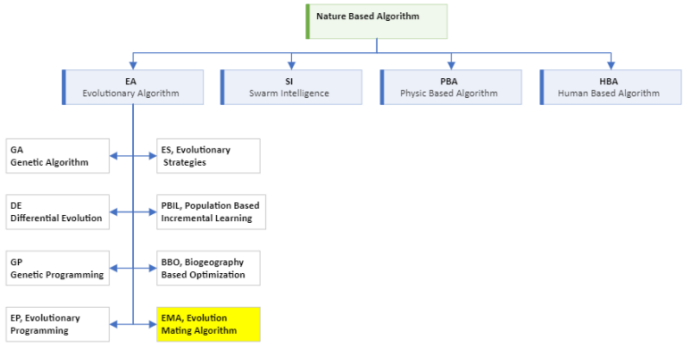 Nature Based Algorithm
EA
Evolutionary Algorithm
SI
Swarm Intelligence
PBA
Physic Based Algorithm
HBA
Human Based Algorithm
GA
Genetic Algorithm
ES, Evolutionary
Strategies
DE
Differential Evolution
PBIL, Population Based
Incremental Learning
GP
Genetic Programming
BBO, Biogeography
Based Optimization
EP, Evolutionary
Programming
EMA, Evolution
Mating Algorithm